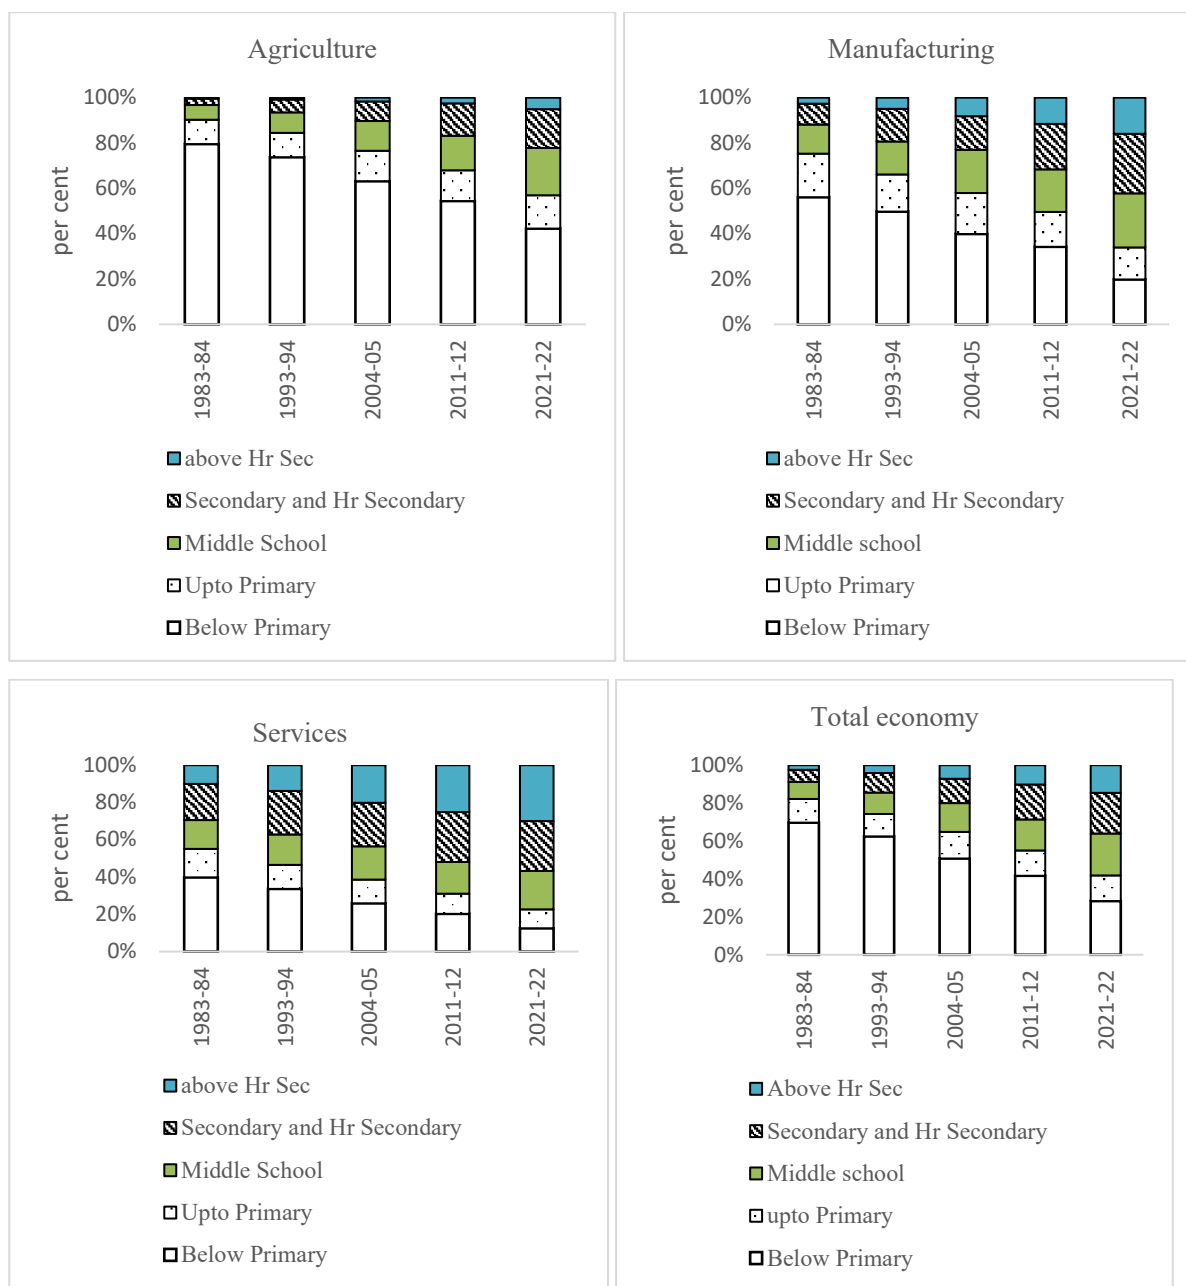 Agriculture
100%
80%
60%
40%
20%
0%
per cent
1983-84
1993-94
2004-05
2011-12
2021-22
above Hr Sec
Secondary and Hr Secondary
Middle School
Upto Primary
Below Primary
Manufacturing
100%
80%
60%
40%
20%
0%
per cent
1983-84
1993-94
2004-05
2011-12
2021-22
above Hr Sec
Secondary and Hr Secondary
Middle school
Upto Primary
Below Primary
Services
100%
80%
60%
40%
20%
0%
per cent
1983-84
1993-94
2004-05
2011-12
2021-22
above Hr Sec
Secondary and Hr Secondary
Middle School
Upto Primary
Below Primary
Total economy
100%
80%
60%
40%
20%
0%
per cent
1983-84
1993-94
2004-05
2011-12
2021-22
Above Hr Sec
Secondary and Hr Secondary
Middle school
upto Primary
Below Primary